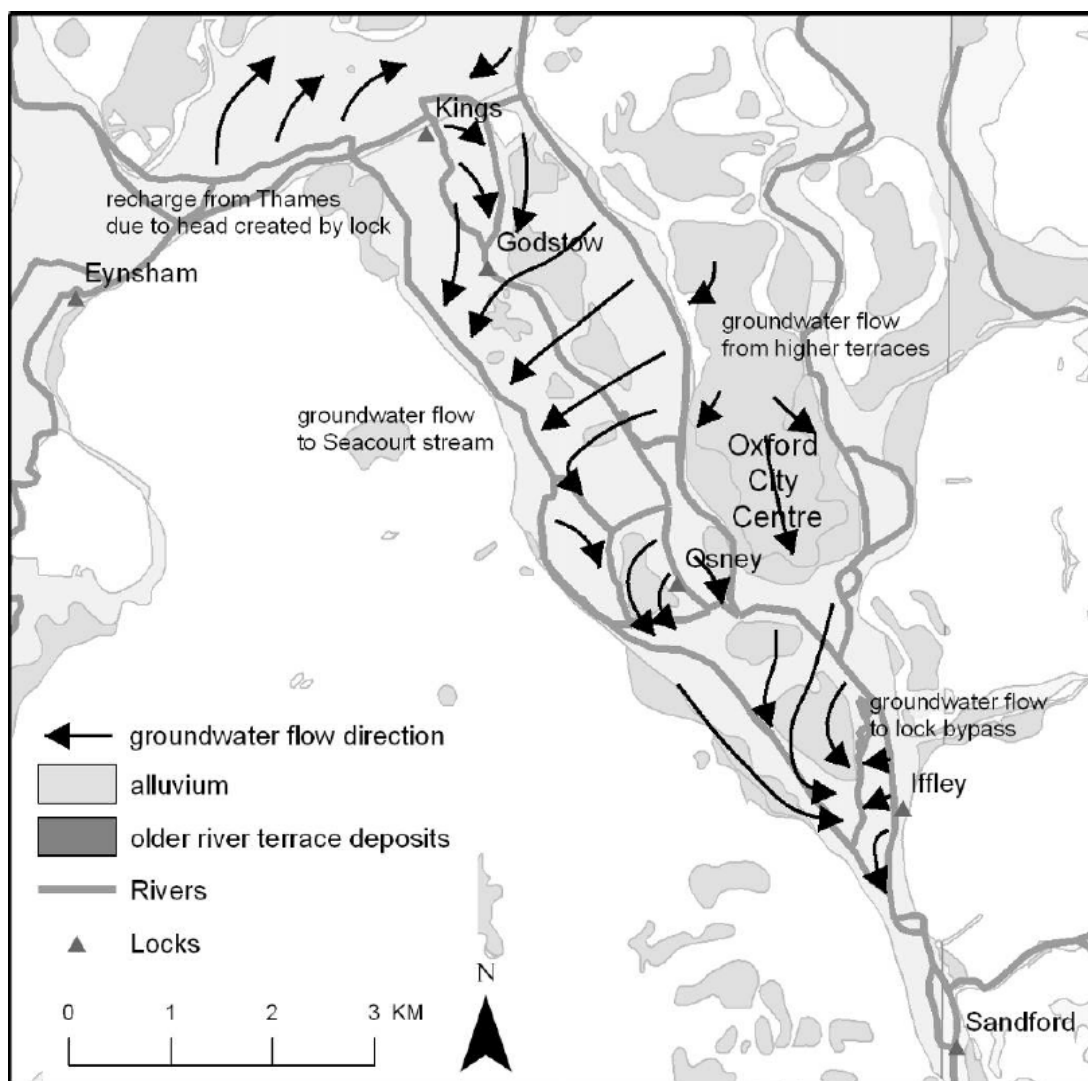 Kings
recharge from Thames
due to head created by lock
Godstow
Eynsham
groundwater flow
from higher terraces
groundwater flow
to Seacourt stream
Oxford
City
Centre
Osney
groundwater flow
to lock bypass
Iffley
groundwater flow direction
alluvium
older river terrace deposits
Rivers
Locks
N
0 1 2 3 KM
Sandford